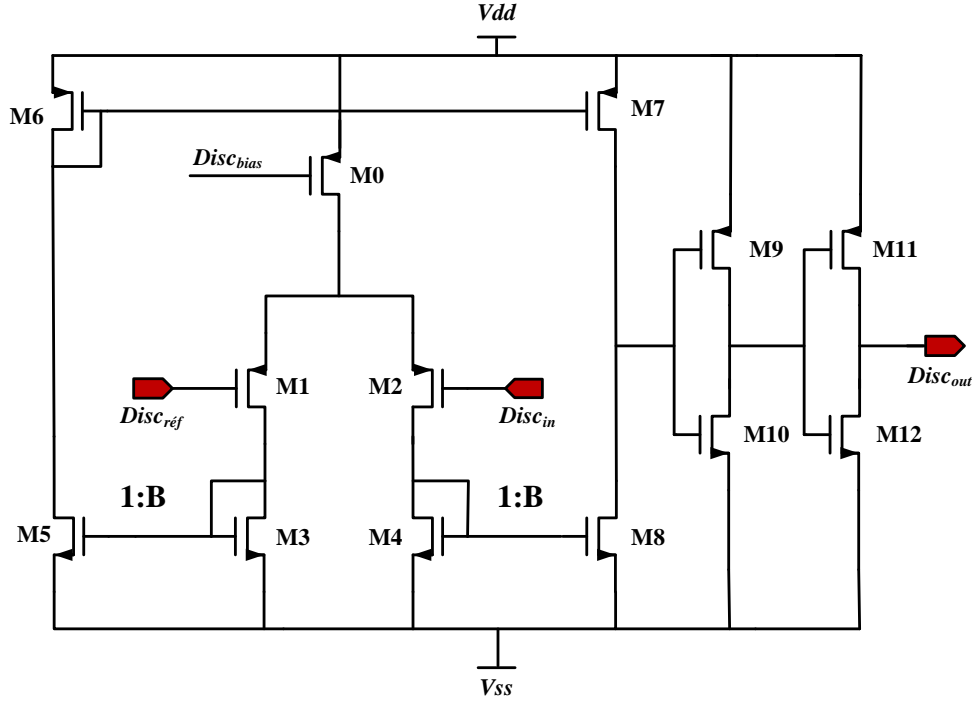 Vdd
M6
M7
Disc_bias
M0
M9
M11
M1
M2
Disc_out
Disc_réf
Disc_in
M10
M12
1:B
1:B
M5
M3
M4
M8
Vss